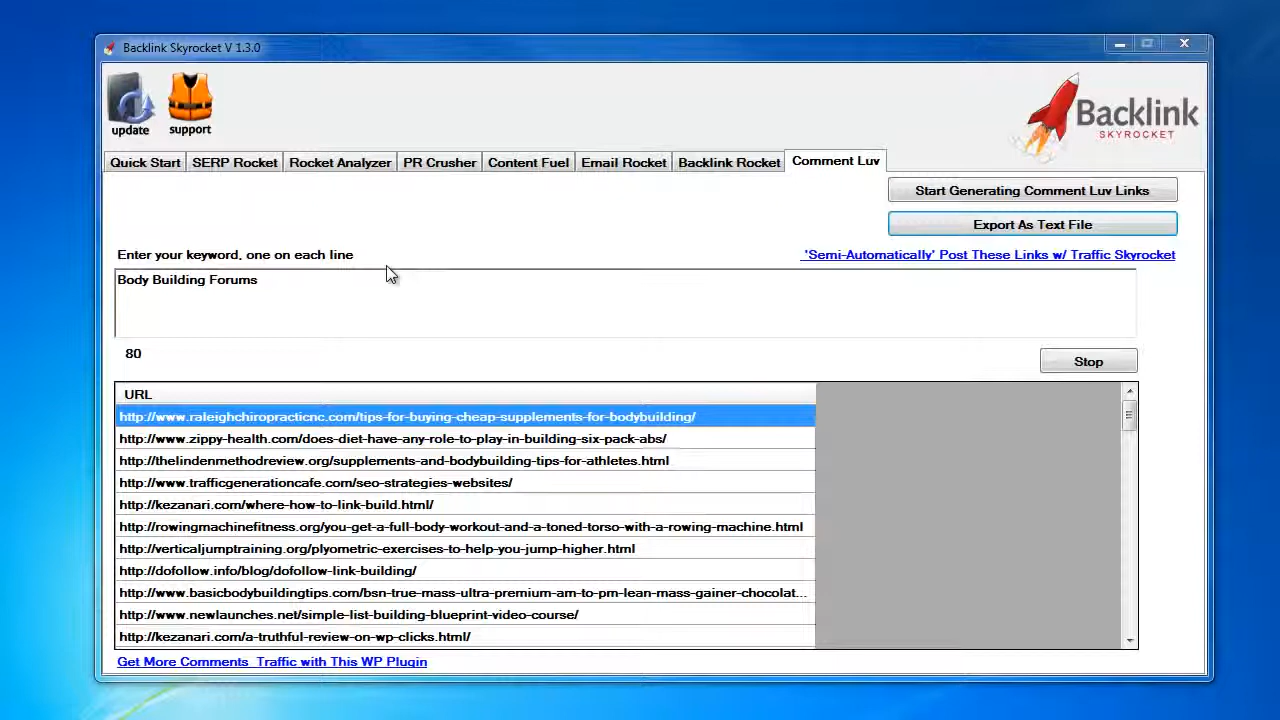 Backlink Skyrocket V 1.3.0
update
support
Backlink
SKYROCKET
Quick Start
SERP Rocket
Rocket Analyzer
PR Crusher
Content Fuel
Email Rocket
Backlink Rocket
Comment Luv
Start Generating Comment Luv Links
Export As Text File
Enter your keyword, one on each line
'Semi-Automatically' Post These Links w/ Traffic Skyrocket
Body Building Forums
80
Stop
URL
http://www.raleighchiropracticnc.com/tips-for-buying-cheap-supplements-for-bodybuilding/
http://www.zippy-health.com/does-diet-have-any-role-to-play-in-building-six-pack-abs/
http://thelindenmethodreview.org/supplements-and-bodybuilding-tips-for-athletes.html
http://www.trafficgenerationcafe.com/seo-strategies-websites/
http://kezanari.com/where-how-to-link-build.html/
http://rowingmachinefitness.org/you-get-a-full-body-workout-and-a-toned-torso-with-a-rowing-machine.html
http://verticaljumptraining.org/plyometric-exercises-to-help-you-jump-higher.html
http://dofollow.info/blog/dofollow-link-building/
http://www.basicbodybuildingtips.com/bsn-true-mass-ultra-premium-am-to-pm-lean-mass-gainer-chocolat...
http://www.newlaunches.net/simple-list-building-blueprint-video-course/
http://kezanari.com/a-truthful-review-on-wp-clicks.html/
Get More Comments  Traffic with This WP Plugin